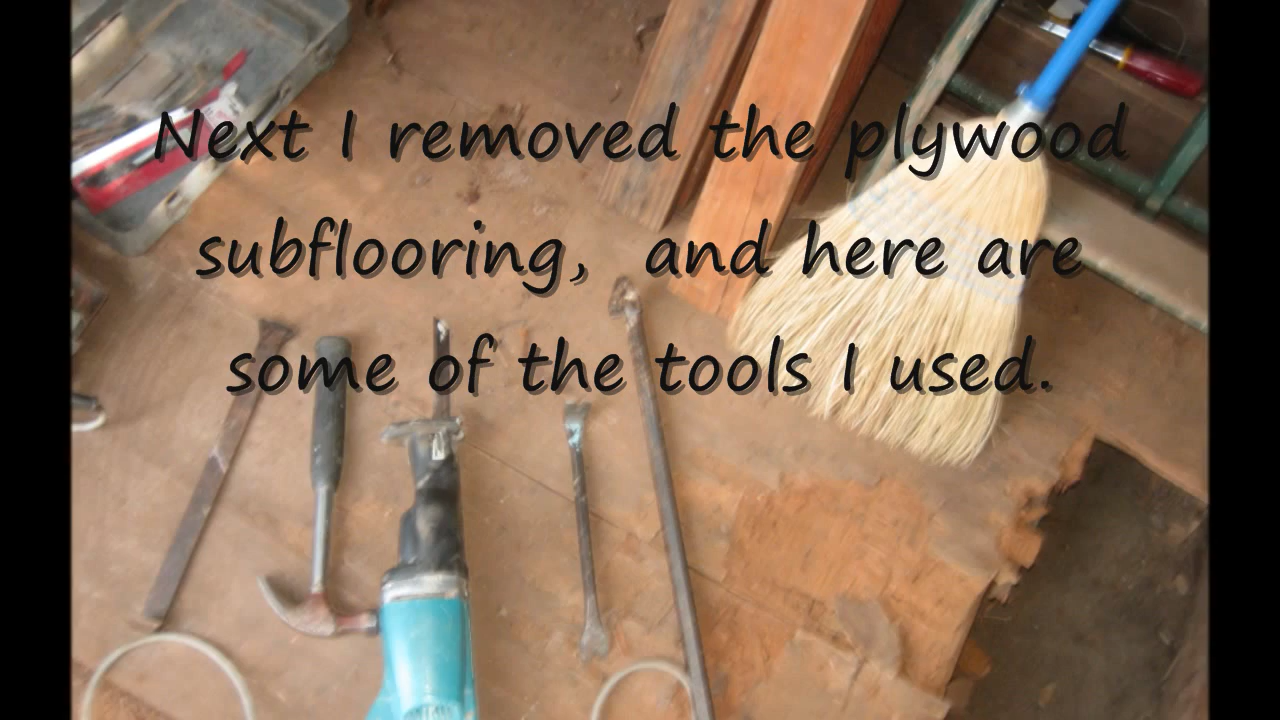 Next I removed the plywood
subflooring, and here are
some of the tools I used.